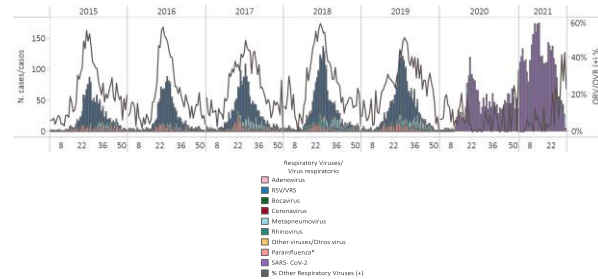 2015 2016 2017 2018 2019 2020 2021
N. cases/casos
150
100
50
0
60%
40%
20%
0%
ORV/OVR (+) %
8 22 36 50 8 22 36 50 8 22 36 50 8 22 36 50 8 22 36 50 8 22 36 50 8 22
Respiratory Viruses/
Virus respiratorio
Adenovirus
RSV/VRS
Bocavirus
Coronavirus
Metapneumovirus
Rhinovirus
Other viruses/Otros virus
Parainfluenza*
SARS- CoV-2
% Other Respiratory Viruses (+)